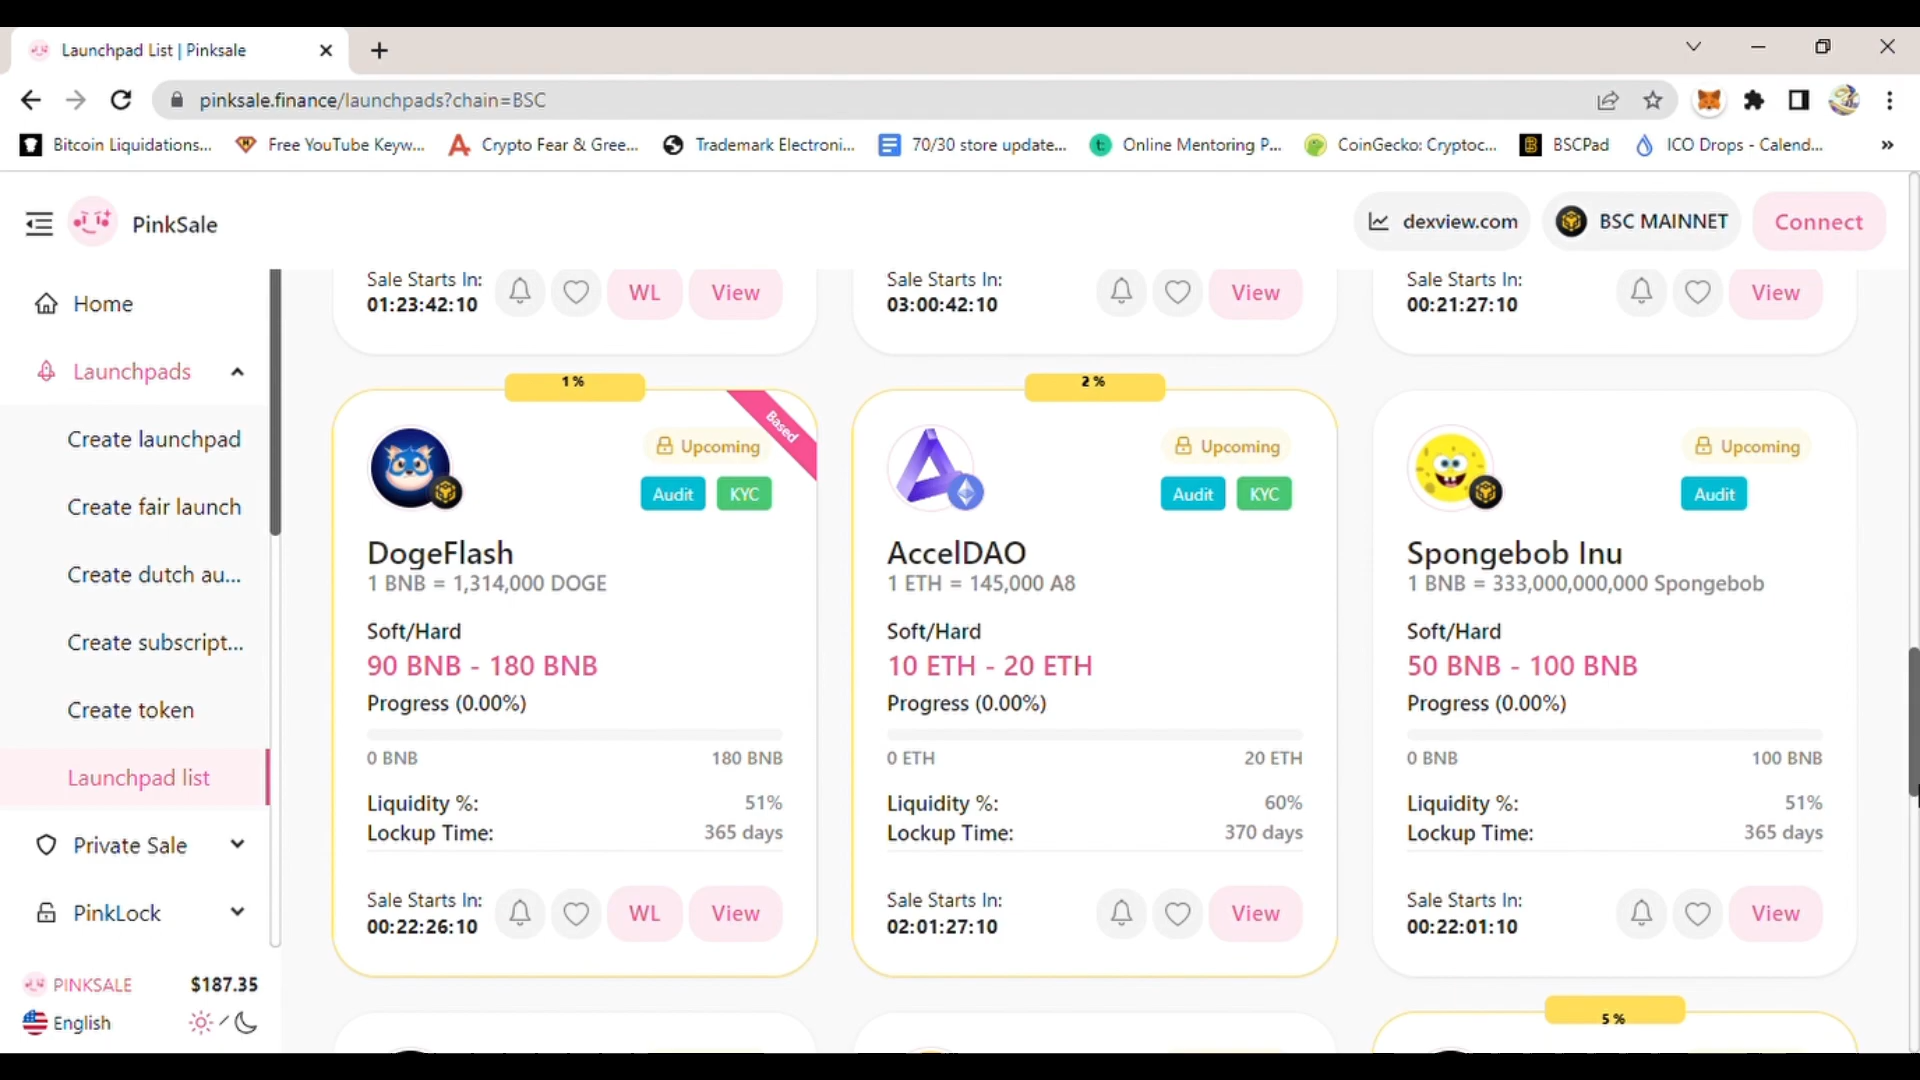 Launchpad List | Pinksale
pinksale.finance/launchpads?chain=BSC
Bitcoin Liquidations...
Free YouTube Keyw...
Crypto Fear & Gree...
Trademark Electroni...
70/30 store update...
Online Mentoring P...
CoinGecko: Cryptoc...
BSCPad
ICO Drops - Calend...
»
PinkSale
dexview.com
BSC MAINNET
Connect
Home
Launchpads
Create launchpad
Create fair launch
Create dutch au...
Create subscript...
Create token
Launchpad list
Private Sale
PinkLock
PINKSALE
$187.35
English
Sale Starts In:
01:23:42:10
WL
View
Sale Starts In:
03:00:42:10
View
Sale Starts In:
00:21:27:10
View
1 %
Based
Upcoming
Audit
KYC
DogeFlash
1 BNB = 1,314,000 DOGE
Soft/Hard
90 BNB - 180 BNB
Progress (0.00%)
0 BNB
180 BNB
Liquidity %:
51%
Lockup Time:
365 days
Sale Starts In:
00:22:26:10
WL
View
2 %
Upcoming
Audit
KYC
AccelDAO
1 ETH = 145,000 A8
Soft/Hard
10 ETH - 20 ETH
Progress (0.00%)
0 ETH
20 ETH
Liquidity %:
60%
Lockup Time:
370 days
Sale Starts In:
02:01:27:10
View
Upcoming
Audit
Spongebob Inu
1 BNB = 333,000,000,000 Spongebob
Soft/Hard
50 BNB - 100 BNB
Progress (0.00%)
0 BNB
100 BNB
Liquidity %:
51%
Lockup Time:
365 days
Sale Starts In:
00:22:01:10
View
5 %